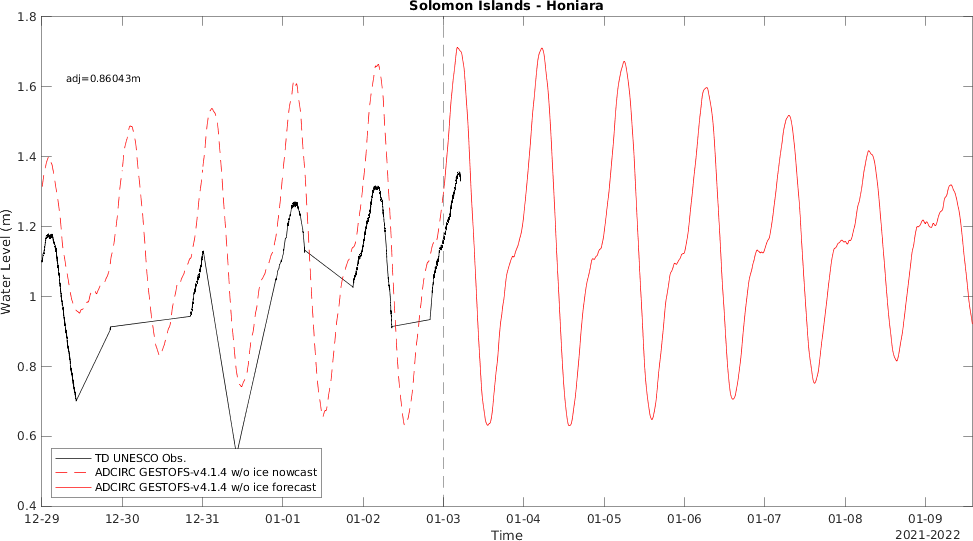 Solomon Islands - Honiara
1.8
1.6
1.4
1.2
1
0.8
0.6
0.4
Water Level (m)
adj=0.86043m
TD UNESCO Obs.
ADCIRC GESTOFS-v4.1.4 w/o ice nowcast
ADCIRC GESTOFS-v4.1.4 w/o ice forecast
12-29 12-30 12-31 01-01 01-02 01-03 01-04 01-05 01-06 01-07 01-08 01-09
2021-2022
Time